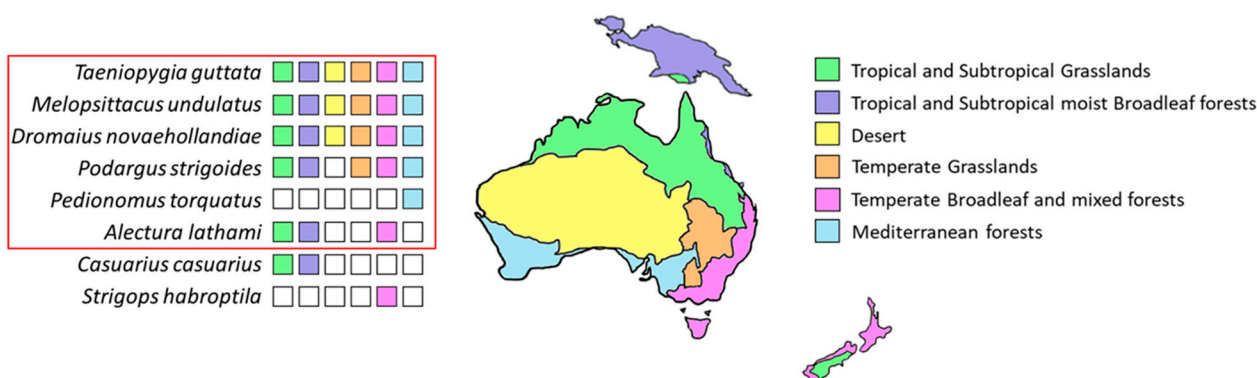 Taeniopygia guttata
Melopsittacus undulatus
Dromaius novaehollandiae
Podargus strigoides
Pedionomus torquatus
Alectura lathami
Casuarius casuarius
Strigops habroptila
Tropical and Subtropical Grasslands
Tropical and Subtropical moist Broadleaf forests
Desert
Temperate Grasslands
Temperate Broadleaf and mixed forests
Mediterranean forests